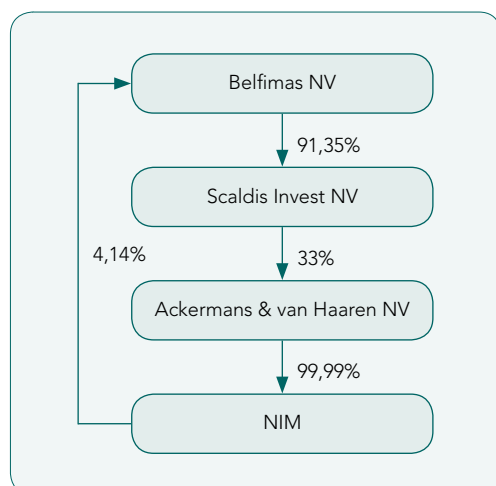 Belfimas NV
91,35%
Scaldis Invest NV
4,14%
33%
Ackermans & van Haaren NV
99,99%
NIM